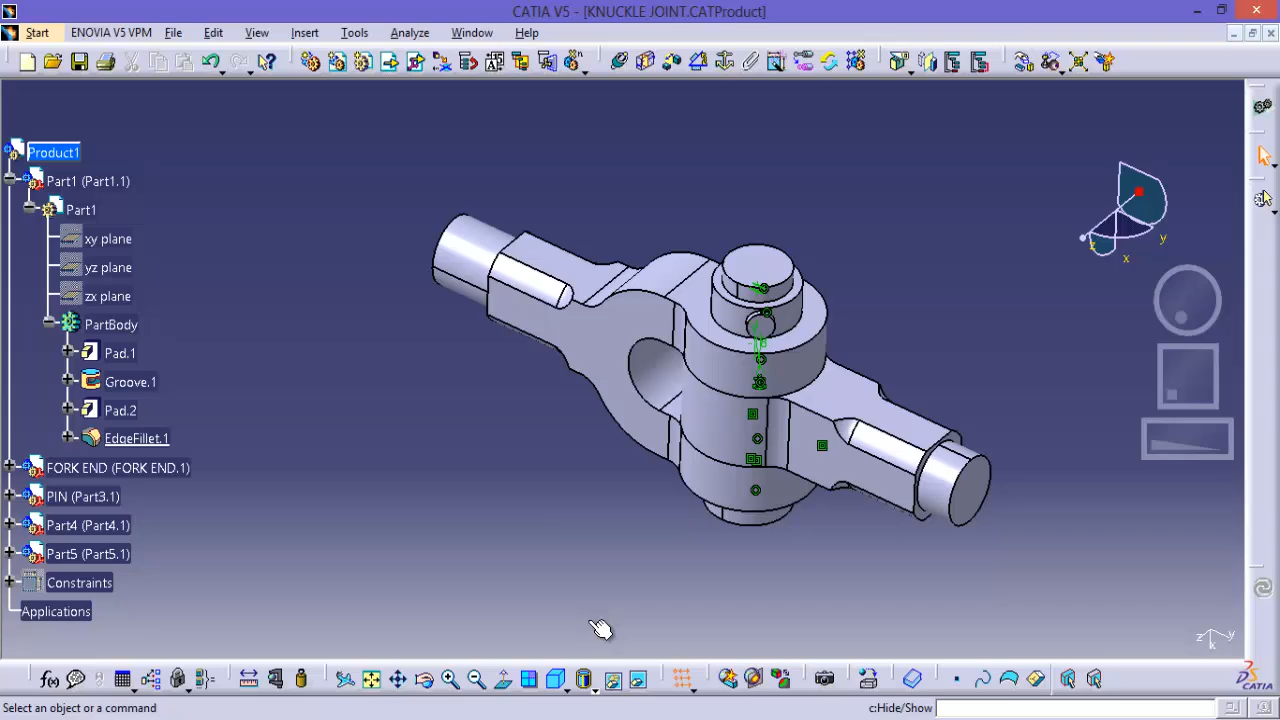 CATIA V5 - [KNUCKLE JOINT.CATProduct]
Start ENOVIA V5 VPM File Edit View Insert Tools Analyze Window Help
Product1
Part1 (Part1.1)
Part1
xy plane
yz plane
zx plane
PartBody
Pad.1
Groove.1
Pad.2
EdgeFillet.1
FORK END (FORK END.1)
PIN (Part3.1)
Part4 (Part4.1)
Part5 (Part5.1)
Constraints
Applications
z
y
x
z
y
x
f(x)
CATIA
Select an object or a command
c:Hide/Show